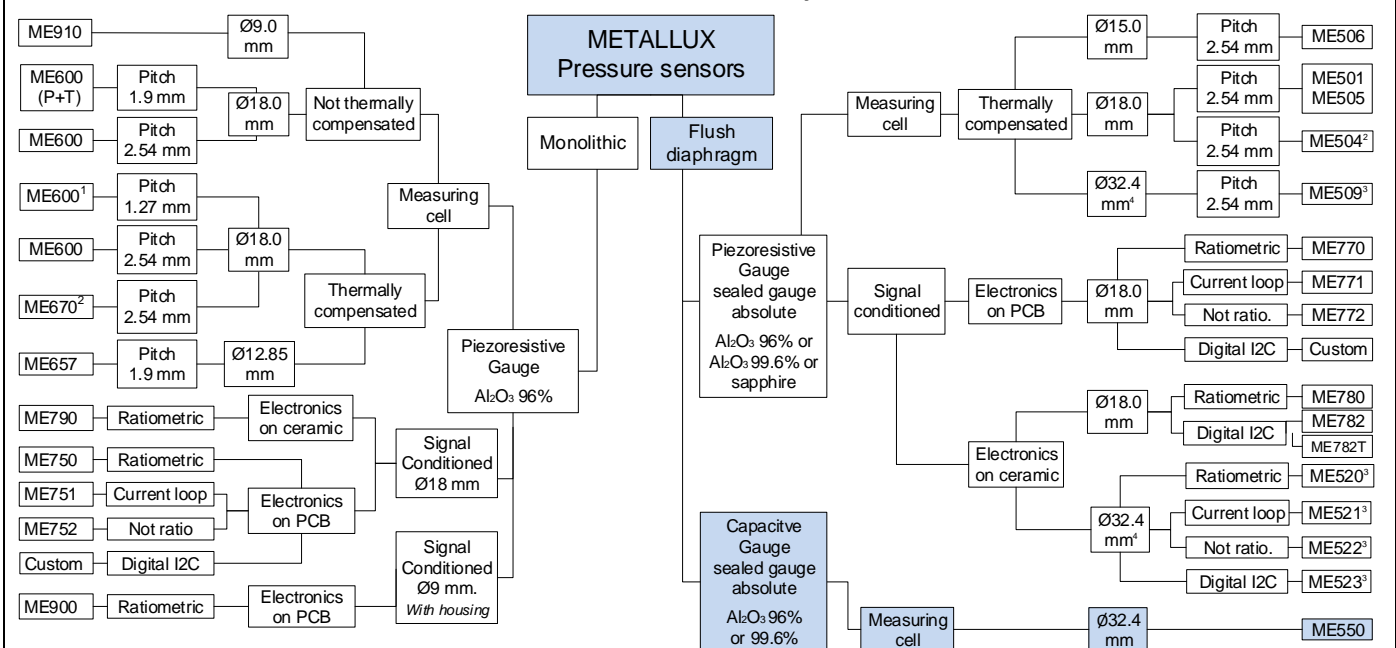 METALLUX
Pressure sensors
Monolithic
Flush
diaphragm
ME910
Ø9.0
mm
ME600
(P+T)
Pitch
1.9 mm
Ø18.0
mm
Not thermally
compensated
ME600
Pitch
2.54 mm
ME600¹
Pitch
1.27 mm
Measuring
cell
ME600
Pitch
2.54 mm
Ø18.0
mm
ME670²
Pitch
2.54 mm
Thermally
compensated
ME657
Pitch
1.9 mm
Ø12.85
mm
Piezoresistive
Gauge
Al₂O₃ 96%
ME790
Ratiometric
Electronics
on ceramic
ME750
Ratiometric
Signal
Conditioned
Ø18 mm
ME751
Current loop
Electronics
on PCB
ME752
Not ratio
Custom
Digital I2C
Signal
Conditioned
Ø9 mm.
With housing
ME900
Ratiometric
Electronics
on PCB
Measuring
cell
Thermally
compensated
Ø15.0
mm
Pitch
2.54 mm
ME506
Ø18.0
mm
Pitch
2.54 mm
ME501
ME505
Pitch
2.54 mm
ME504²
Ø32.4
mm⁴
Pitch
2.54 mm
ME509³
Piezoresistive
Gauge
sealed gauge
absolute
Al₂O₃ 96% or
Al₂O₃ 99.6% or
sapphire
Signal
conditioned
Electronics
on PCB
Ø18.0
mm
Ratiometric
ME770
Current loop
ME771
Not ratio.
ME772
Digital I2C
Custom
Electronics
on ceramic
Ø18.0
mm
Ratiometric
ME780
Digital I2C
ME782
ME782T
Ø32.4
mm⁴
Ratiometric
ME520³
Current loop
ME521³
Not ratio.
ME522³
Digital I2C
ME523³
Capacitve
Gauge
sealed gauge
absolute
Al₂O₃ 96%
or 99.6%
Measuring
cell
Ø32.4
mm
ME550